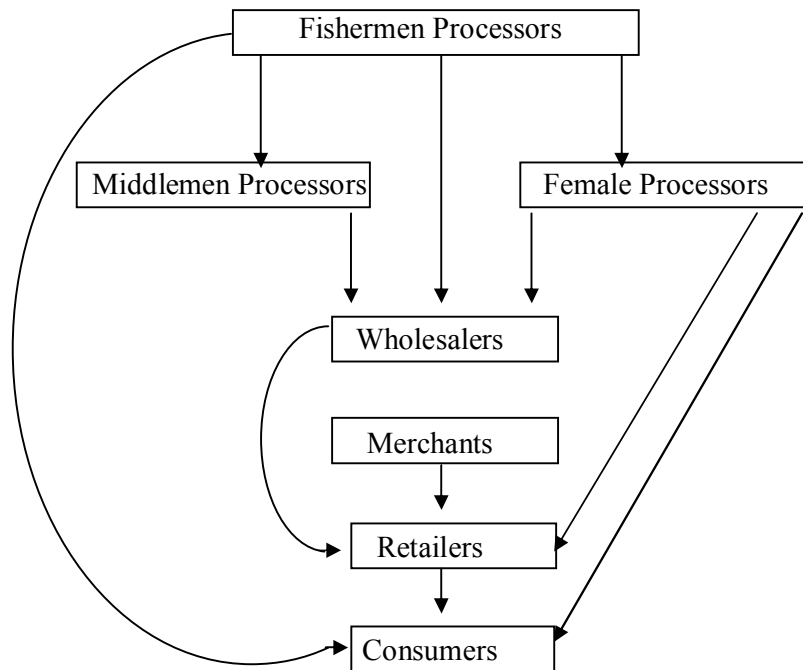 Fishermen Processors
Middlemen Processors
Female Processors
Wholesalers
Merchants
Retailers
Consumers